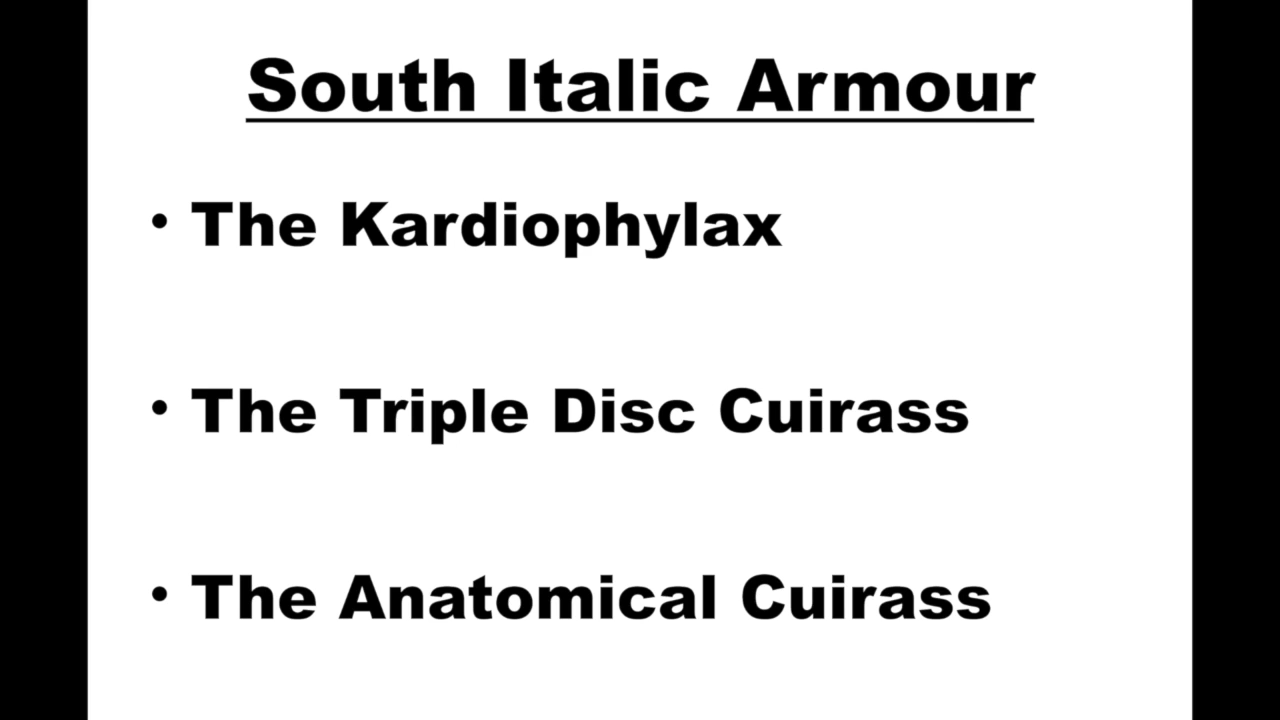 South Italic Armour
• The Kardiophylax
• The Triple Disc Cuirass
• The Anatomical Cuirass